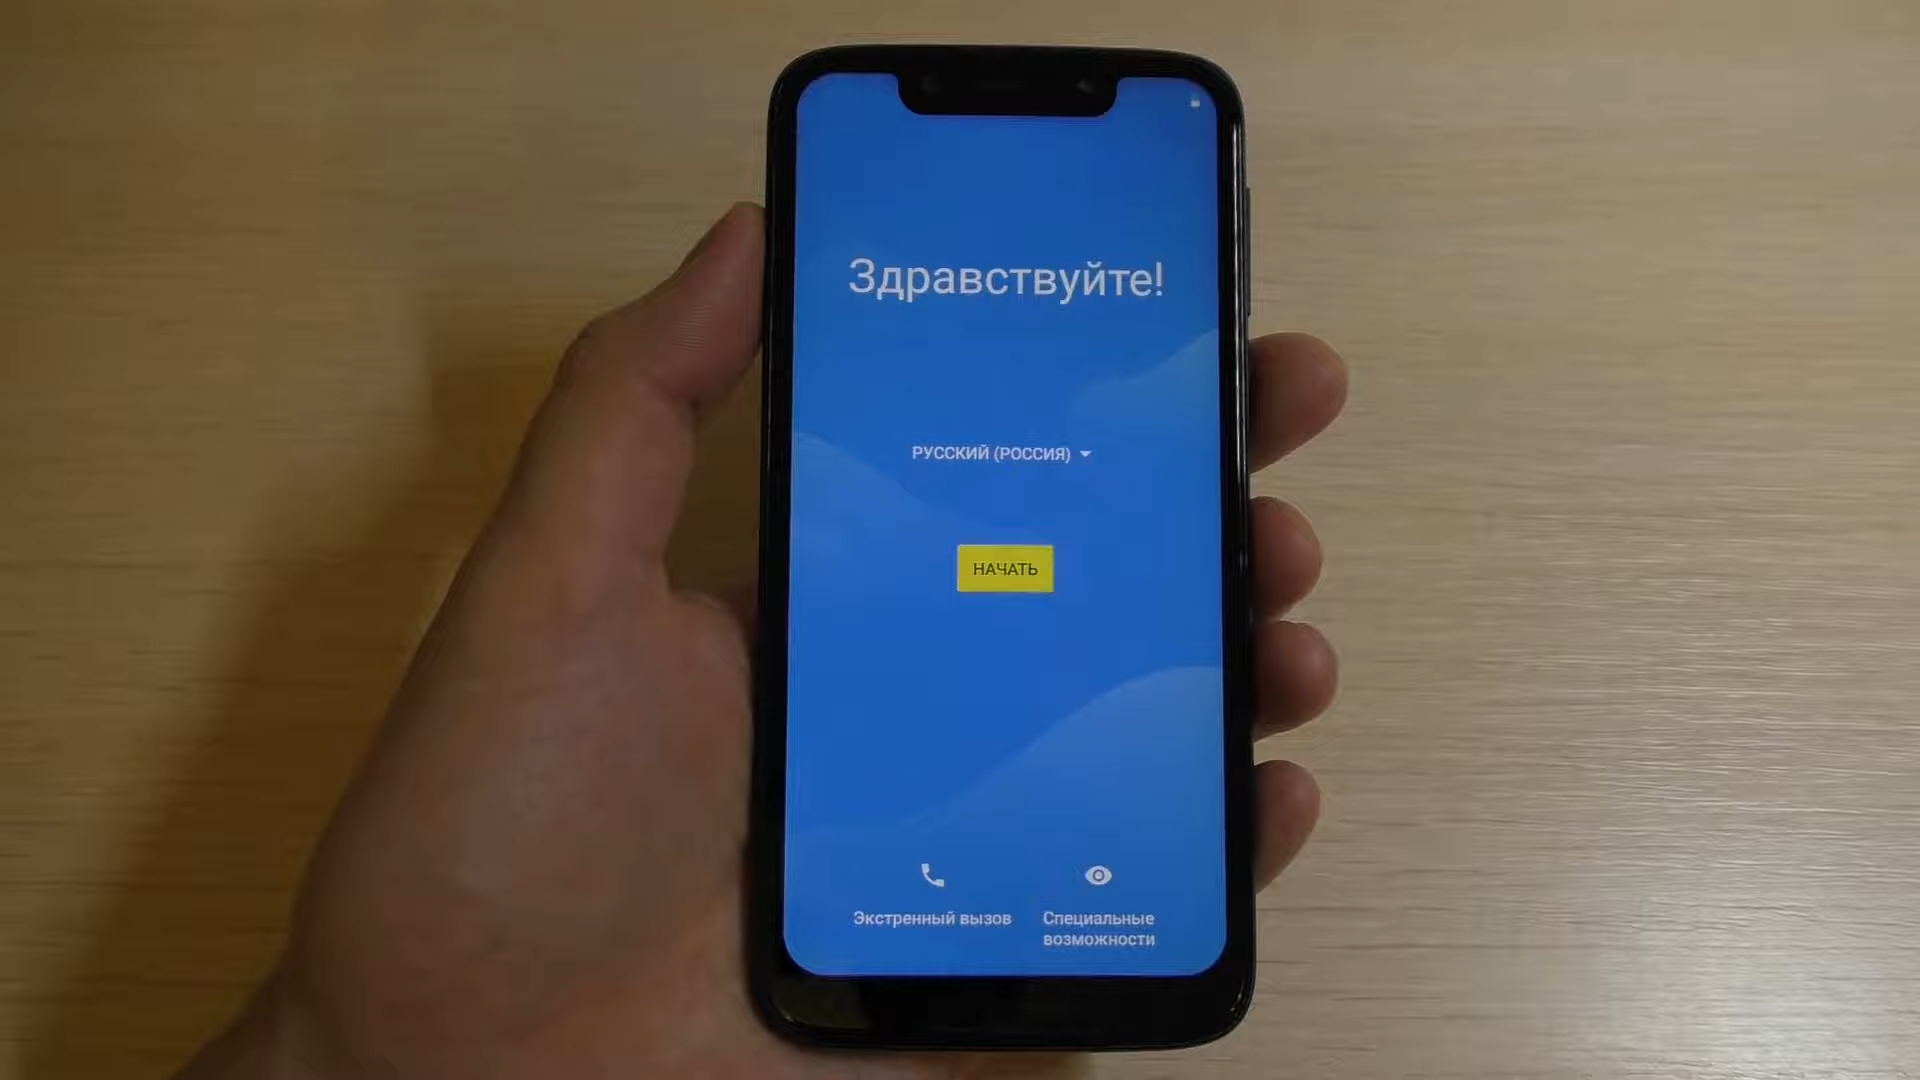 Здравствуйте!
РУССКИЙ (РОССИЯ)
НАЧАТЬ
Экстренный вызов
Специальные
возможности